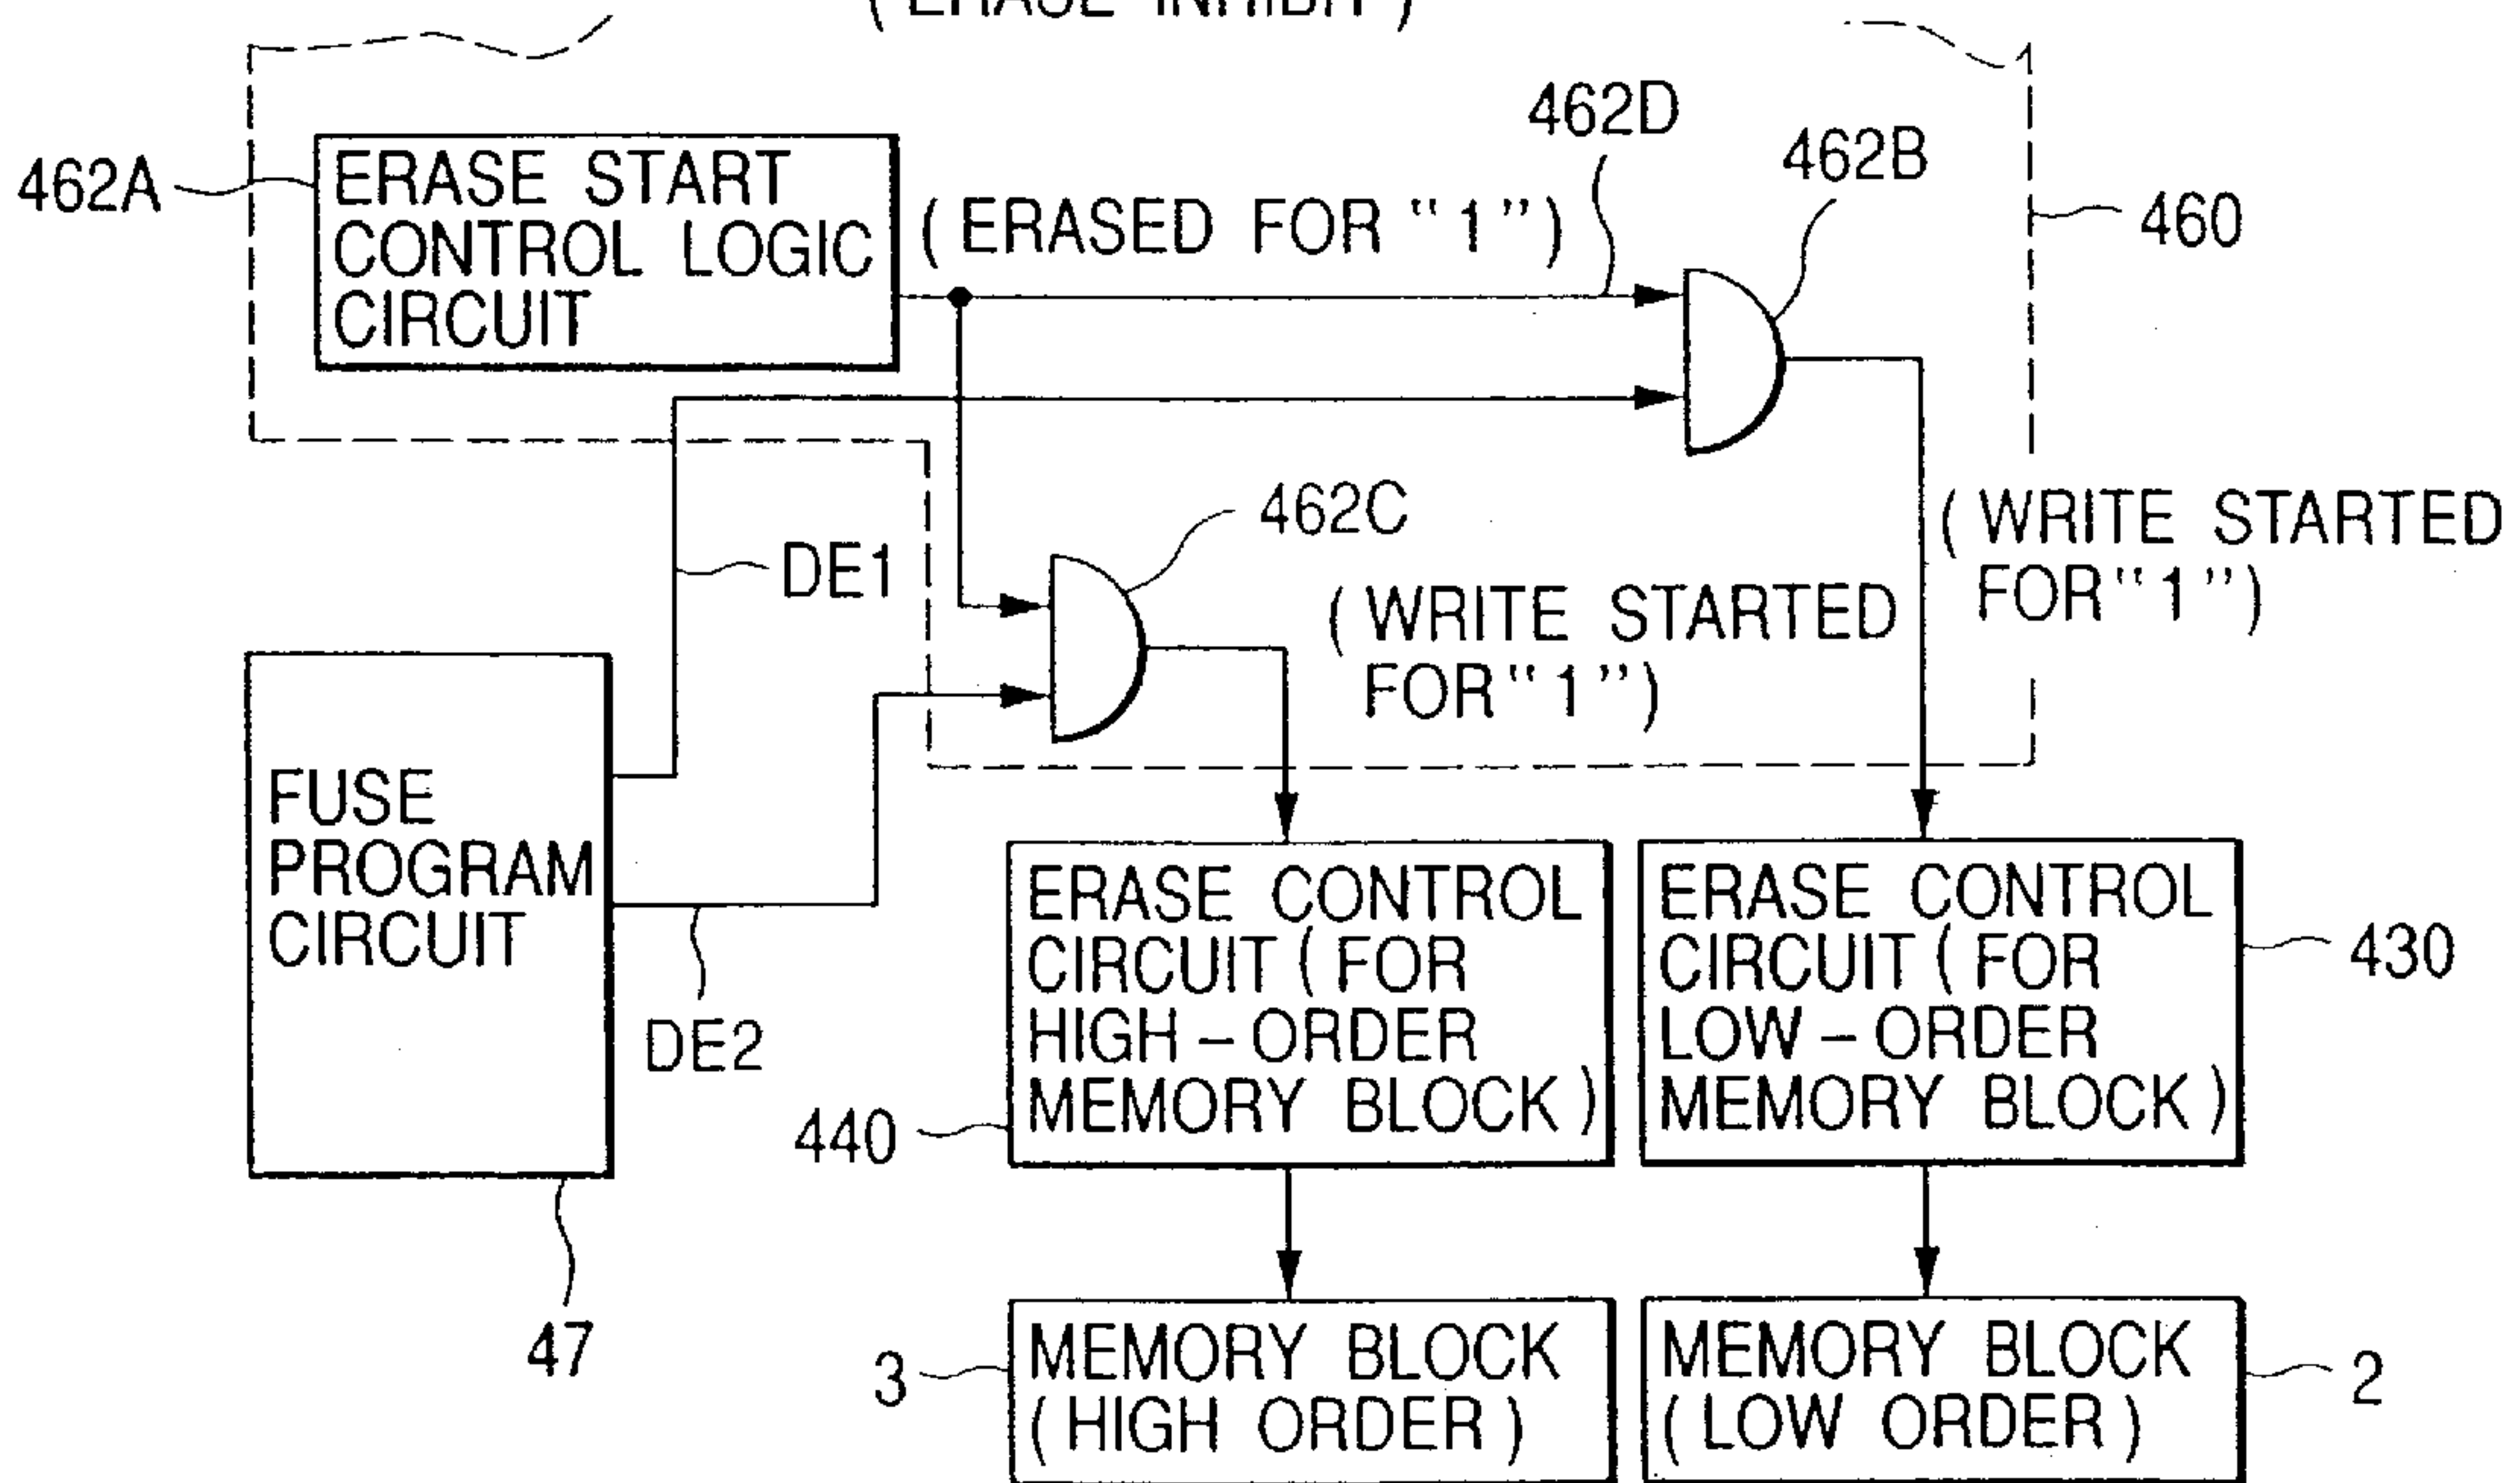 ( ERASE INHIBIT )
462D
462B
462A
ERASE START
CONTROL LOGIC
CIRCUIT
( ERASED FOR “ 1 ” )
460
462C
DE1
( WRITE STARTED
FOR “ 1 ” )
( WRITE STARTED
FOR “ 1 ” )
FUSE
PROGRAM
CIRCUIT
DE2
440
ERASE CONTROL
CIRCUIT ( FOR
HIGH – ORDER
MEMORY BLOCK )
ERASE CONTROL
CIRCUIT ( FOR
LOW – ORDER
MEMORY BLOCK )
430
47
3
MEMORY BLOCK
( HIGH ORDER )
MEMORY BLOCK
( LOW ORDER )
2